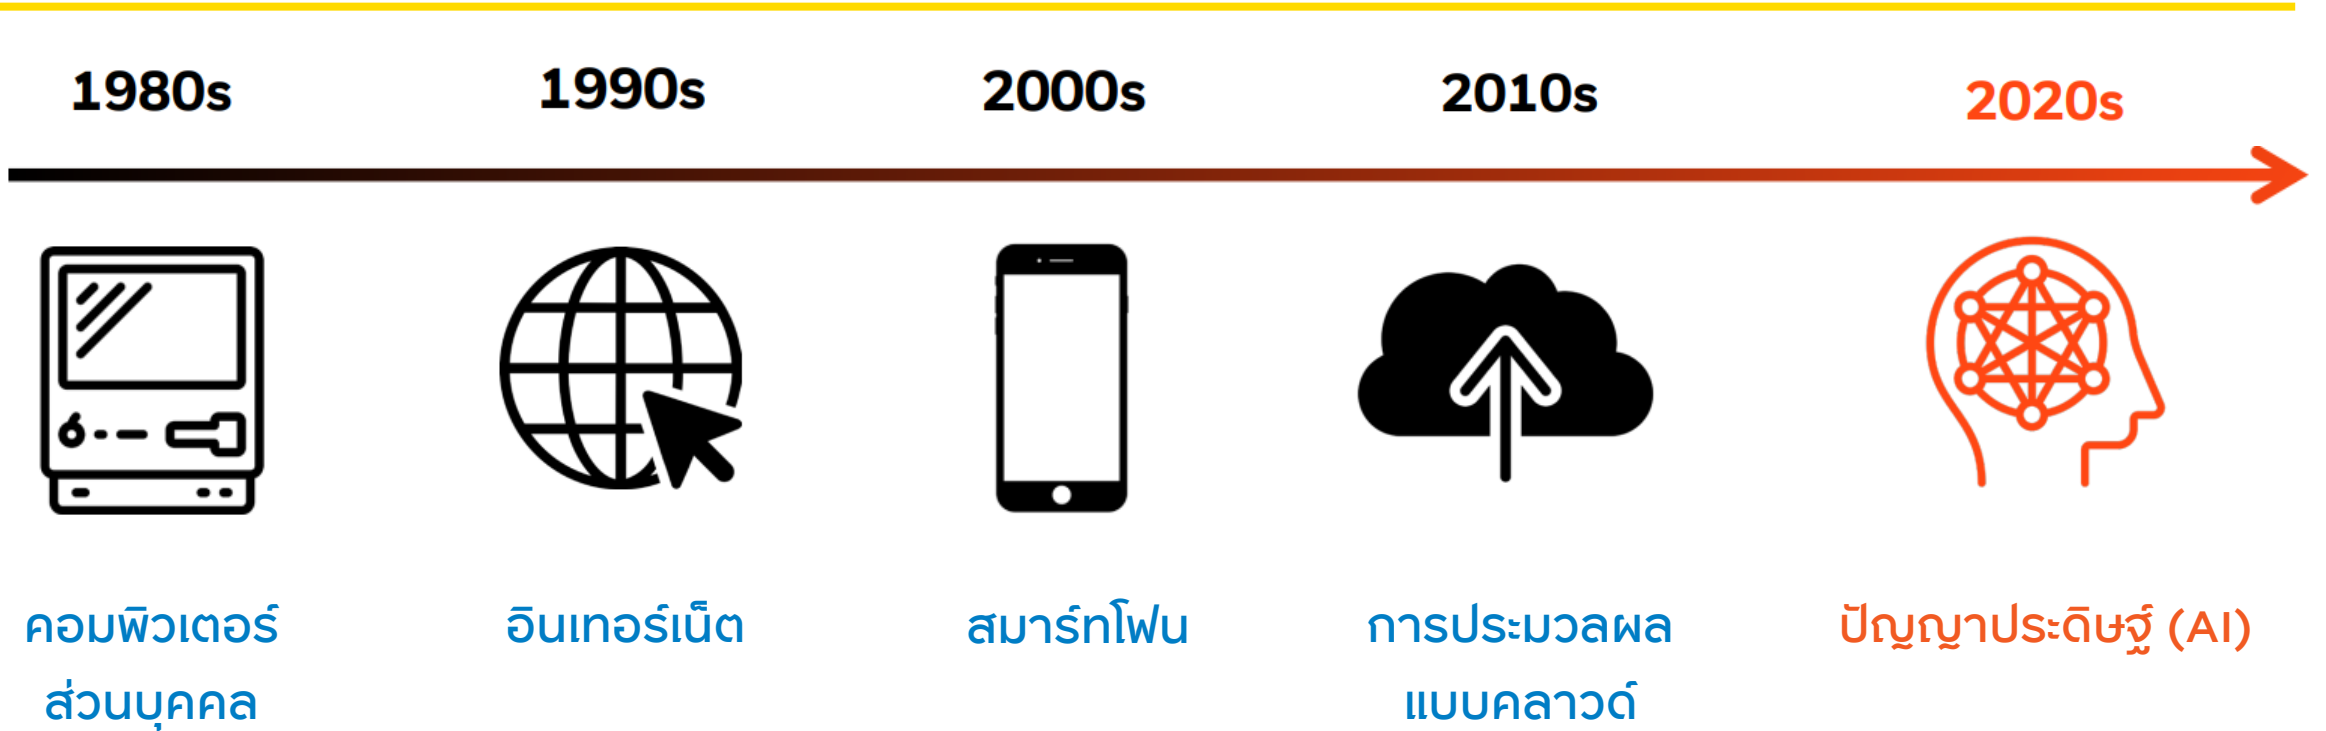 1980s
1990s
2000s
2010s
2020s
คอมพิวเตอร์
ส่วนบุคคล
อินเทอร์เน็ต
สมาร์ทโฟน
การประมวลผล
แบบคลาวด์
ปัญญาประดิษฐ์ (AI)